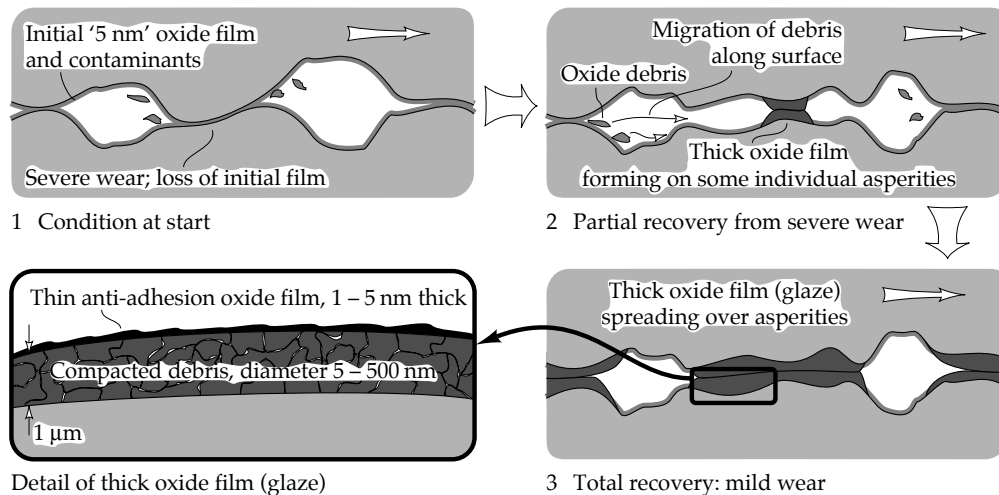 Initial ‘5 nm’ oxide film
and contaminants
Severe wear; loss of initial film
1 Condition at start
Migration of debris
along surface
Oxide debris
Thick oxide film
forming on some individual asperities
2 Partial recovery from severe wear
Thick oxide film (glaze)
spreading over asperities
3 Total recovery: mild wear
Thin anti-adhesion oxide film, 1 – 5 nm thick
Compacted debris, diameter 5 – 500 nm
1 μm
Detail of thick oxide film (glaze)